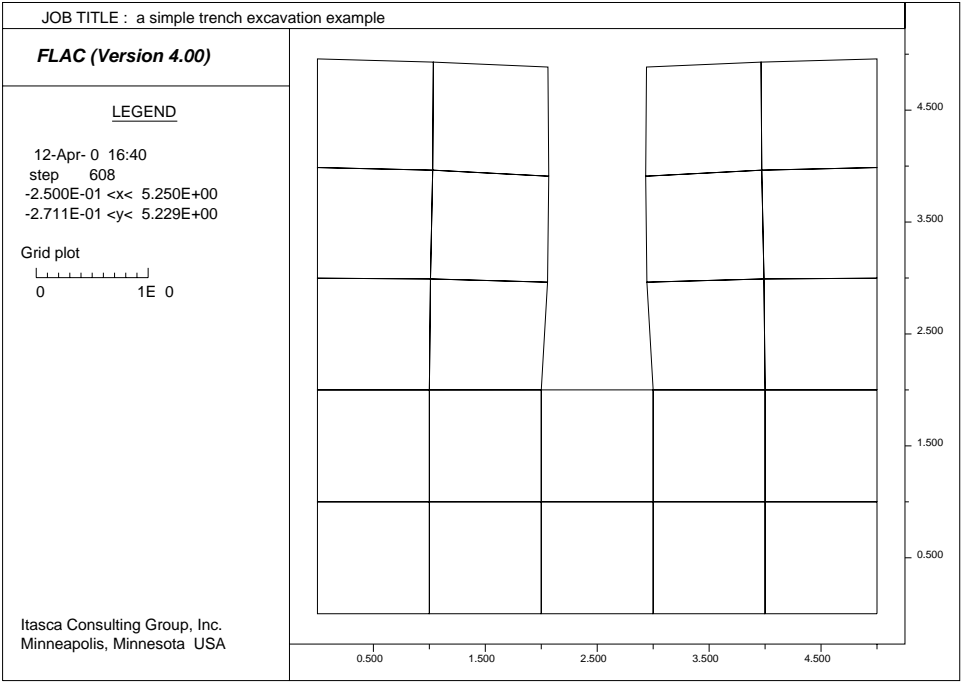 JOB TITLE : a simple trench excavation example
FLAC (Version 4.00)
LEGEND
12-Apr- 0 16:40
step 608
-2.500E-01 <x< 5.250E+00
-2.711E-01 <y< 5.229E+00
Grid plot
0 1E 0
Itasca Consulting Group, Inc.
Minneapolis, Minnesota USA
4.500
3.500
2.500
1.500
0.500
0.500 1.500 2.500 3.500 4.500